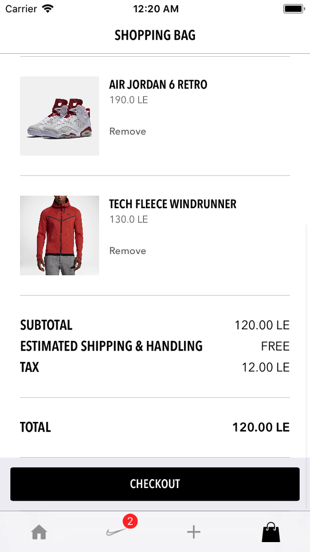 Carrier 12:20 AM
SHOPPING BAG
AIR JORDAN 6 RETRO
190.0 LE
Remove
TECH FLEECE WINDRUNNER
130.0 LE
Remove
SUBTOTAL 120.00 LE
ESTIMATED SHIPPING & HANDLING FREE
TAX 12.00 LE
TOTAL 120.00 LE
CHECKOUT
2